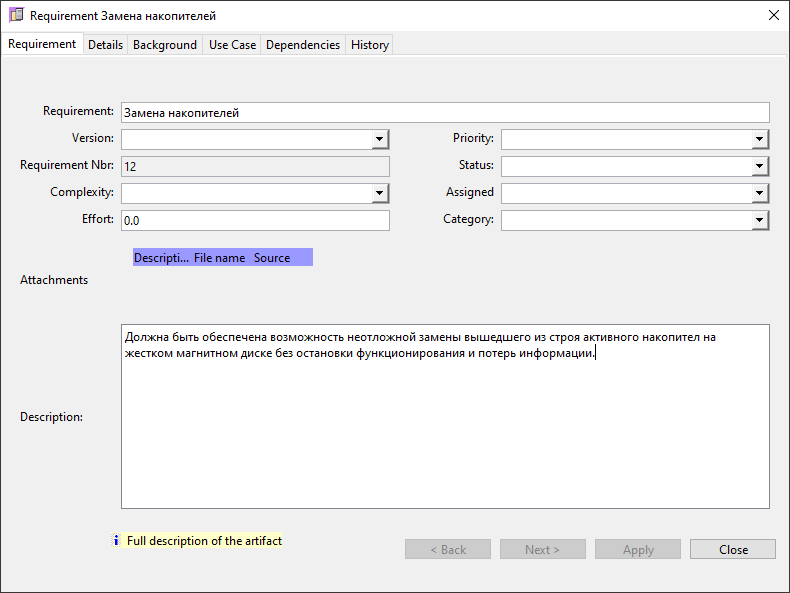 Requirement Замена накопителей
Requirement Details Background Use Case Dependencies History
Requirement: Замена накопителей
Version: Priority:
Requirement Nbr: 12 Status:
Complexity: Assigned
Effort: 0.0 Category:
Descripti... File name Source
Attachments
Должна быть обеспечена возможность неотложной замены вышедшего из строя активного накопител на
жестком магнитном диске без остановки функционирования и потерь информации.
Description:
Full description of the artifact
< Back Next > Apply Close